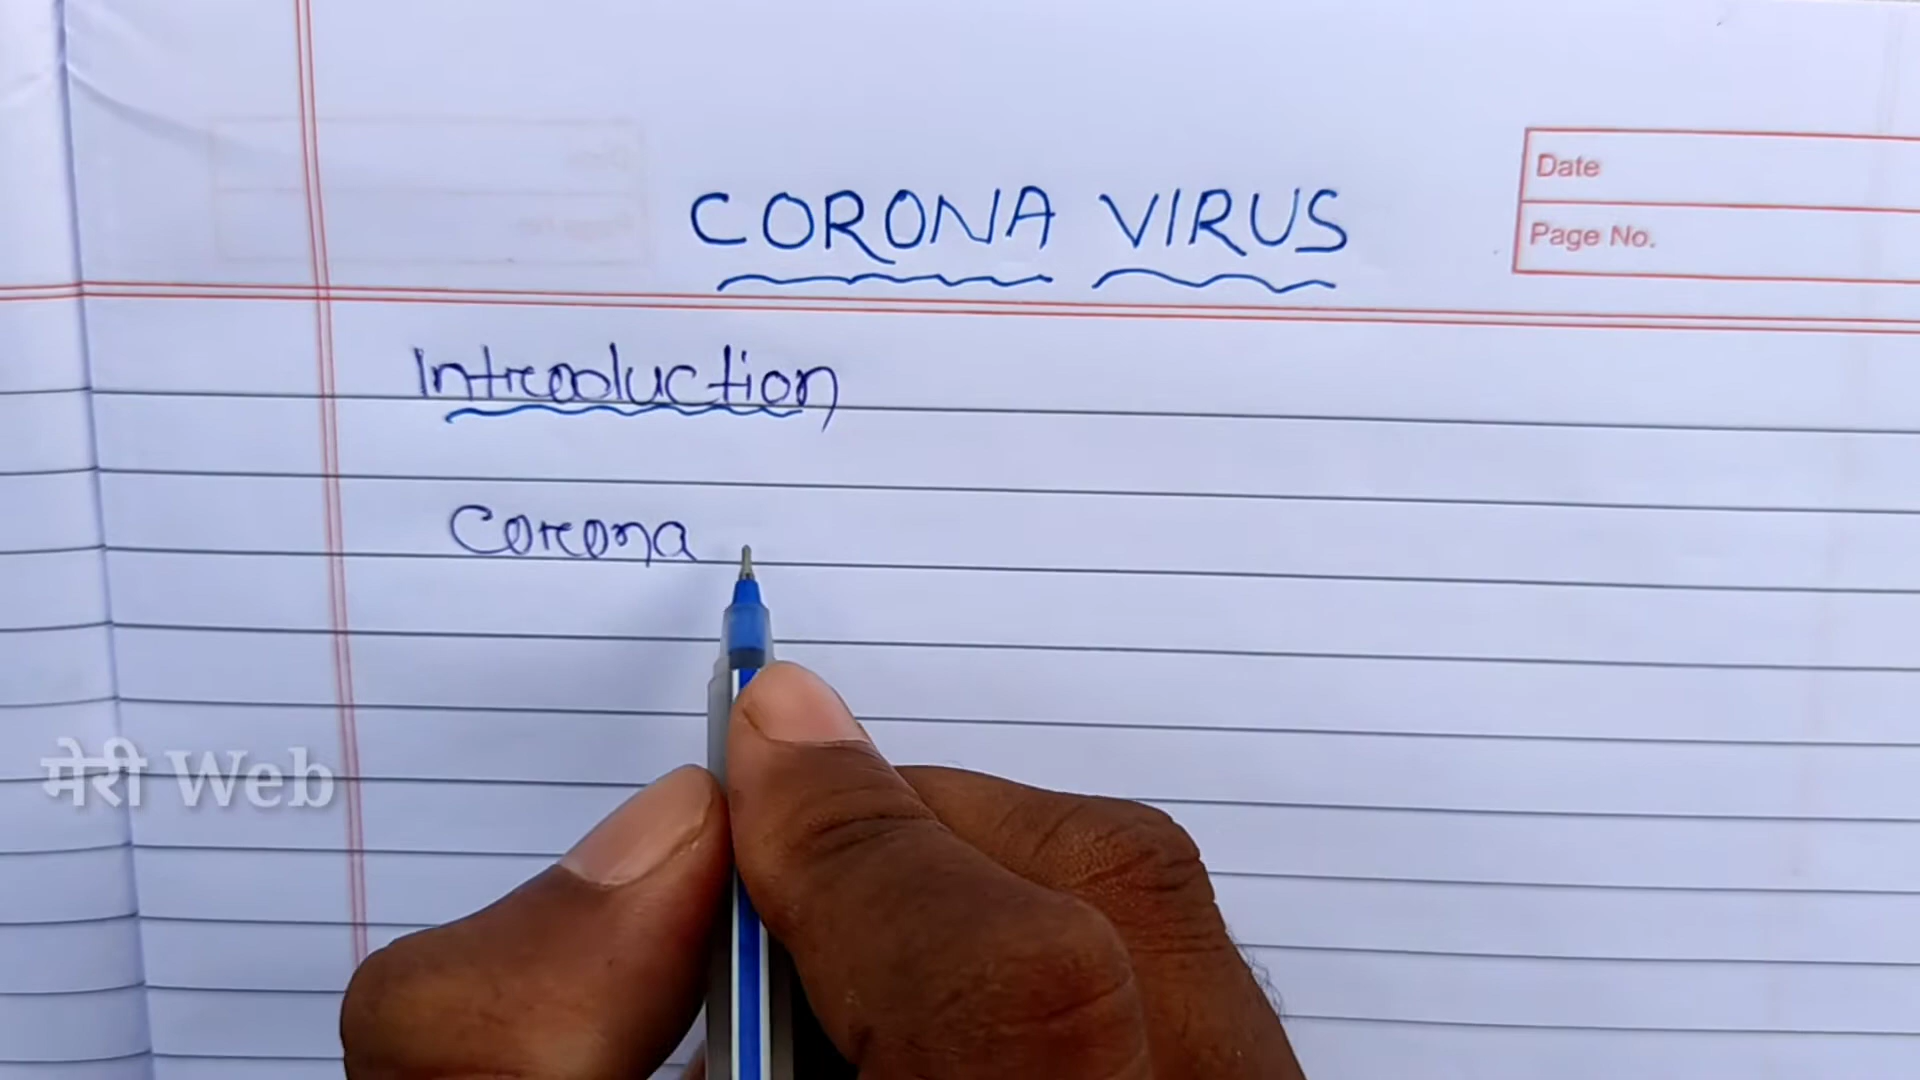 CORONA VIRUS
Date
Page No.
Introduction
Corona
मेरी Web